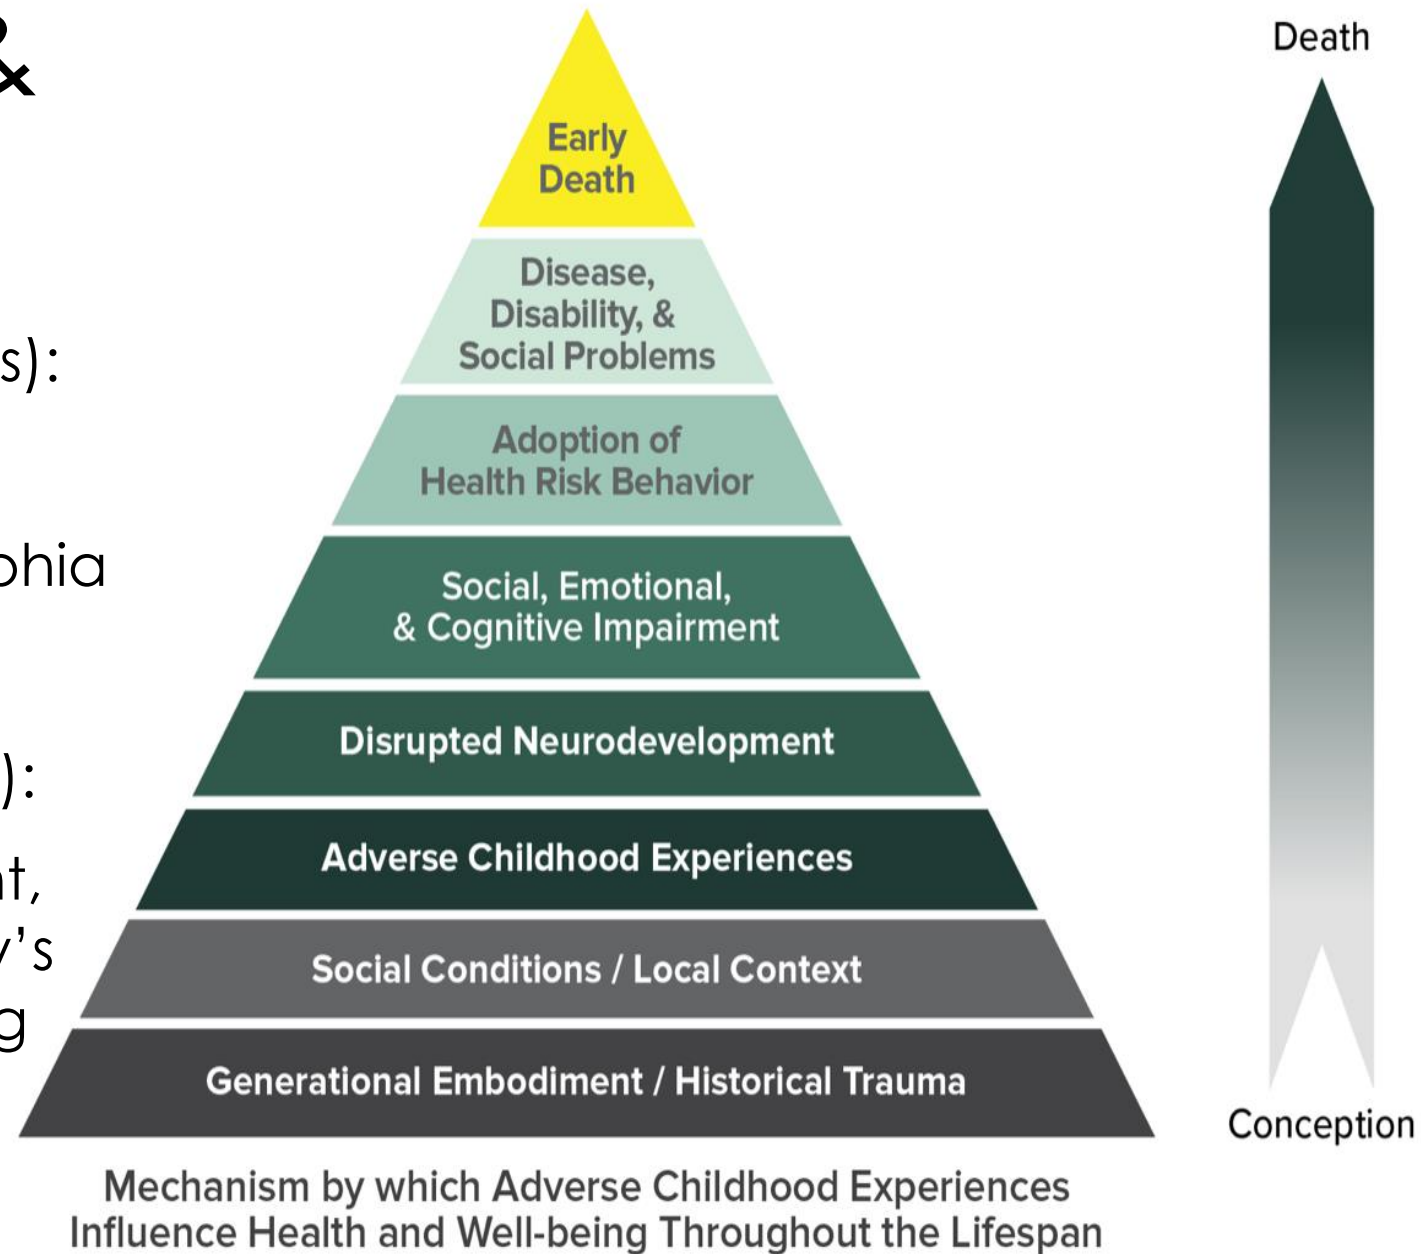 &
s):
phia
):
nt,
y's
g
Early
Death
Disease,
Disability, &
Social Problems
Adoption of
Health Risk Behavior
Social, Emotional,
& Cognitive Impairment
Disrupted Neurodevelopment
Adverse Childhood Experiences
Social Conditions / Local Context
Generational Embodiment / Historical Trauma
Mechanism by which Adverse Childhood Experiences
Influence Health and Well-being Throughout the Lifespan
Death
Conception